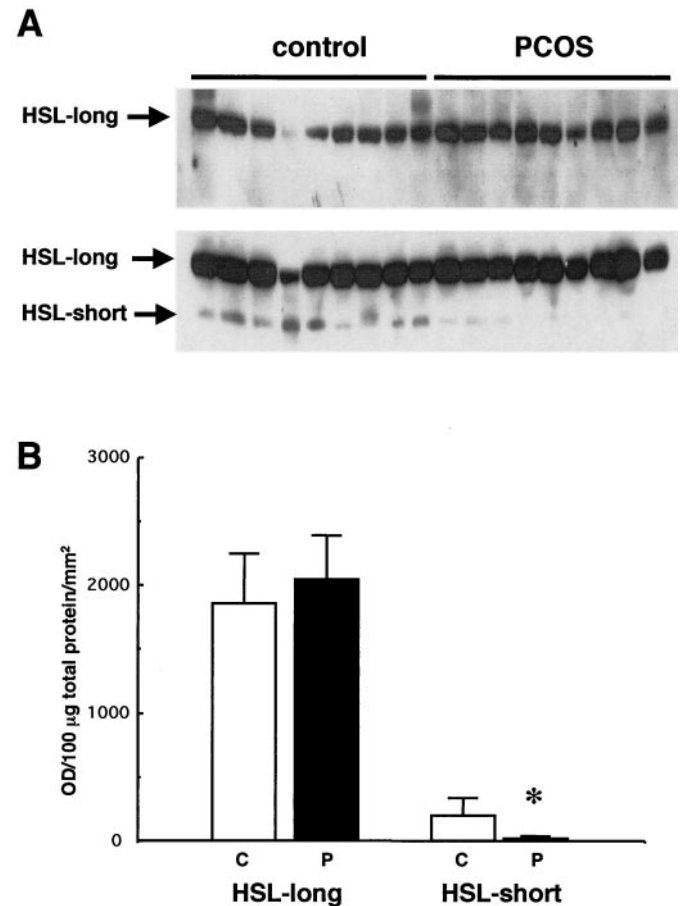 A
control PCOS
HSL-long
HSL-long
HSL-short
B
3000
2000
1000
0
OD/100 μg total protein/mm²
*
C P C P
HSL-long HSL-short